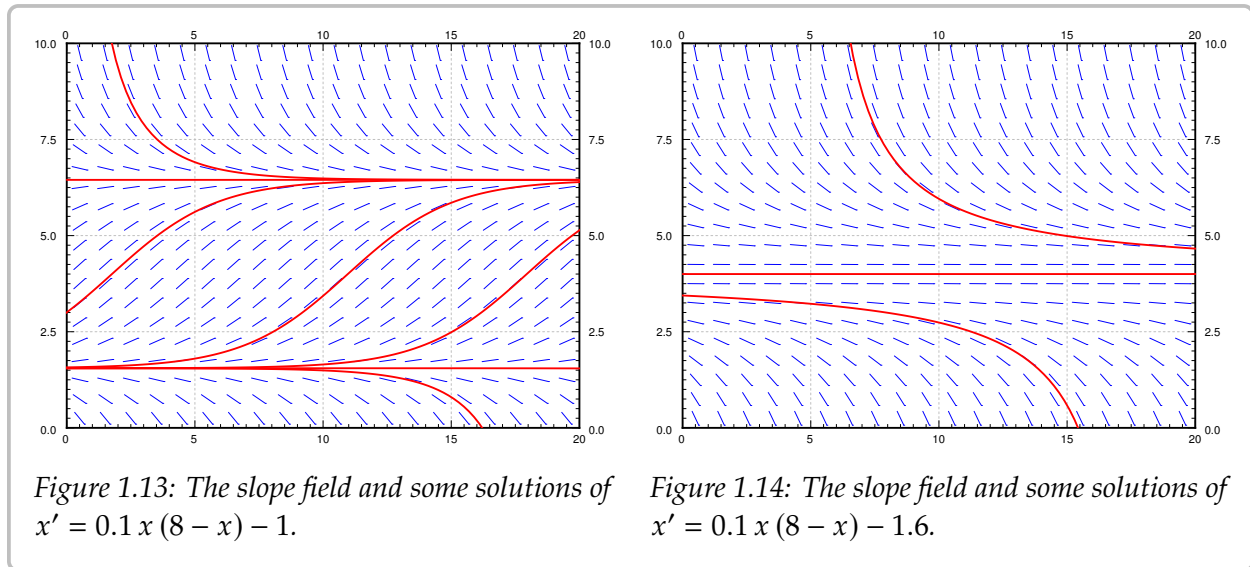 0 5 10 15 20
10.0 10.0
7.5 7.5
5.0 5.0
2.5 2.5
0.0 0.0
0 5 10 15 20
Figure 1.13: The slope field and some solutions of
x′ = 0.1 x (8 − x) − 1.
0 5 10 15 20
10.0 10.0
7.5 7.5
5.0 5.0
2.5 2.5
0.0 0.0
0 5 10 15 20
Figure 1.14: The slope field and some solutions of
x′ = 0.1 x (8 − x) − 1.6.